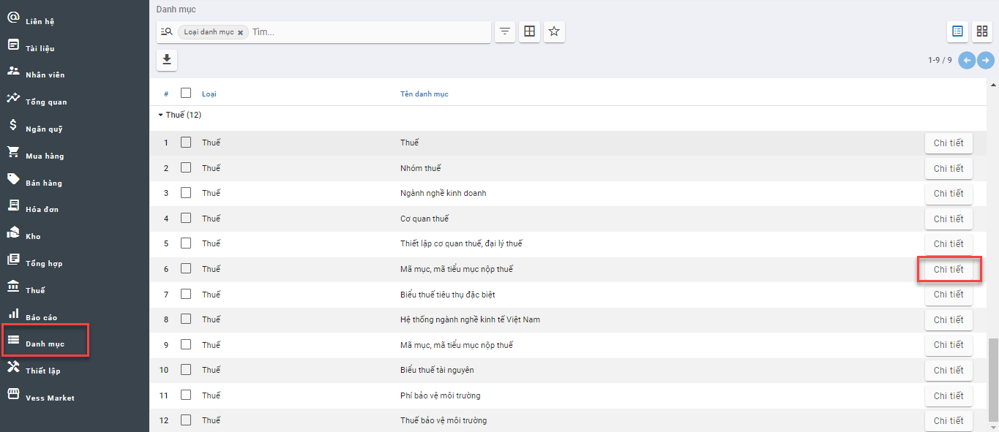 Liên hệ
Tài liệu
Nhân viên
Tổng quan
Ngân quỹ
Mua hàng
Bán hàng
Hóa đơn
Kho
Tổng hợp
Thuế
Báo cáo
Danh mục
Thiết lập
Vess Market
Danh mục
Loại danh mục × Tìm...
1-9 / 9
# Loại Tên danh mục
Thuế (12)
1 Thuế Thuế Chi tiết
2 Thuế Nhóm thuế Chi tiết
3 Thuế Ngành nghề kinh doanh Chi tiết
4 Thuế Cơ quan thuế Chi tiết
5 Thuế Thiết lập cơ quan thuế, đại lý thuế Chi tiết
6 Thuế Mã mục, mã tiểu mục nộp thuế Chi tiết
7 Thuế Biểu thuế tiêu thụ đặc biệt Chi tiết
8 Thuế Hệ thống ngành nghề kinh tế Việt Nam Chi tiết
9 Thuế Mã mục, mã tiểu mục nộp thuế Chi tiết
10 Thuế Biểu thuế tài nguyên Chi tiết
11 Thuế Phí bảo vệ môi trường Chi tiết
12 Thuế Thuế bảo vệ môi trường Chi tiết